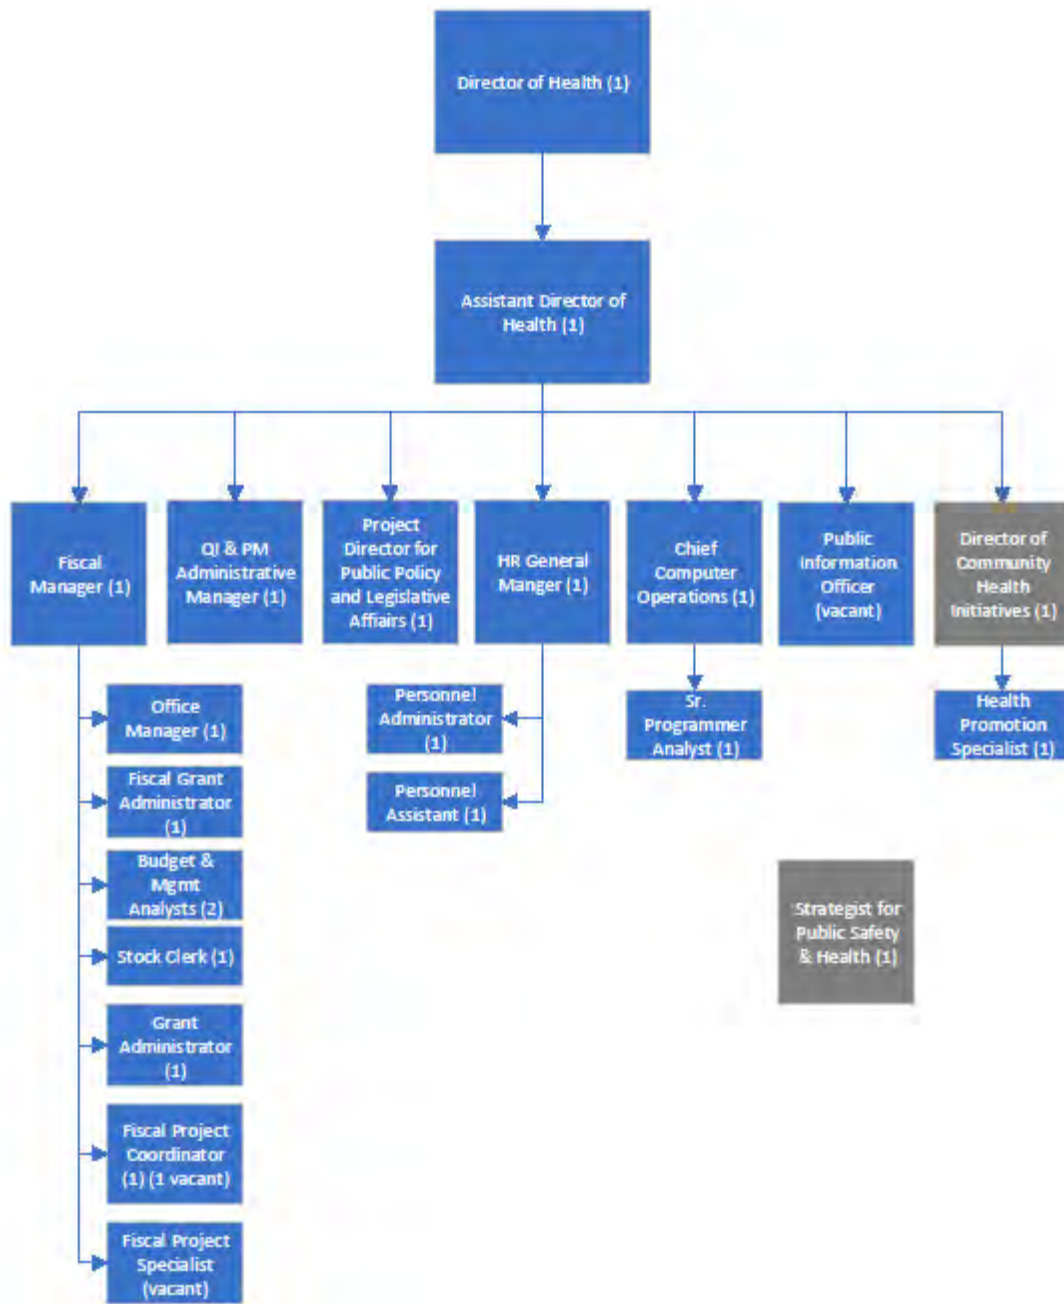 Director of Health (1)
Assistant Director of
Health (1)
Fiscal
Manager (1)
QI & PM
Administrative
Manager (1)
Project
Director for
Public Policy
and Legislative
Affiairs (1)
HR General
Manger (1)
Chief
Computer
Operations (1)
Public
Information
Officer
(vacant)
Director of
Community
Health
Initiatives (1)
Office
Manager (1)
Fiscal Grant
Administrator
(1)
Budget &
Mgmt
Analysts (2)
Stock Clerk (1)
Grant
Administrator
(1)
Fiscal Project
Coordinator
(1) (1 vacant)
Fiscal Project
Specialist
(vacant)
Personnel
Administrator
(1)
Personnel
Assistant (1)
Sr.
Programmer
Analyst (1)
Health
Promotion
Specialist (1)
Strategist for
Public Safety
& Health (1)